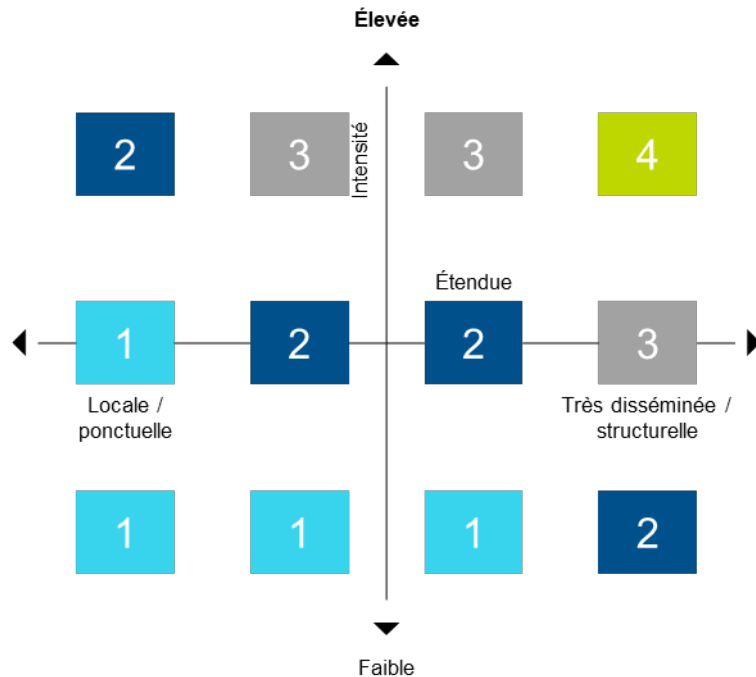 Élevée
2
3
Intensité
3
4
Étendue
1
2
2
3
Locale /
ponctuelle
Très disséminée /
structurelle
1
1
1
2
Faible